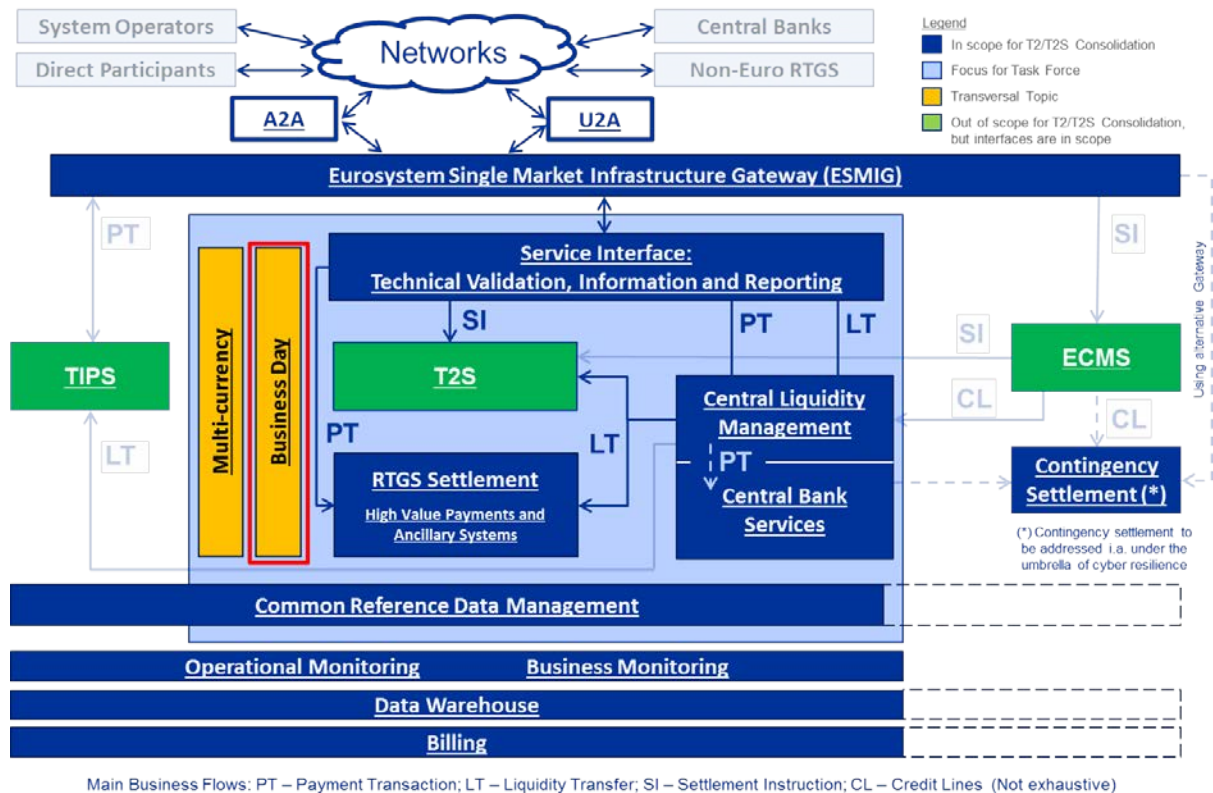 System Operators
Networks
Central Banks
Direct Participants
Non-Euro RTGS
Legend
In scope for T2/T2S Consolidation
Focus for Task Force
Transversal Topic
Out of scope for T2/T2S Consolidation,
but interfaces are in scope
A2A
U2A
Eurosystem Single Market Infrastructure Gateway (ESMIG)
PT
SI
Using alternative Gateway
Multi-currency
Business Day
Service Interface:
Technical Validation, Information and Reporting
SI
PT
LT
SI
TIPS
T2S
ECMS
Central Liquidity
Management
CL
CL
PT
LT
LT
PT
RTGS Settlement
High Value Payments and
Ancillary Systems
Central Bank
Services
Contingency
Settlement (*)
(*) Contingency settlement to
be addressed i.a. under the
umbrella of cyber resilience
Common Reference Data Management
Operational Monitoring
Business Monitoring
Data Warehouse
Billing
Main Business Flows: PT – Payment Transaction; LT – Liquidity Transfer; SI – Settlement Instruction; CL – Credit Lines (Not exhaustive)